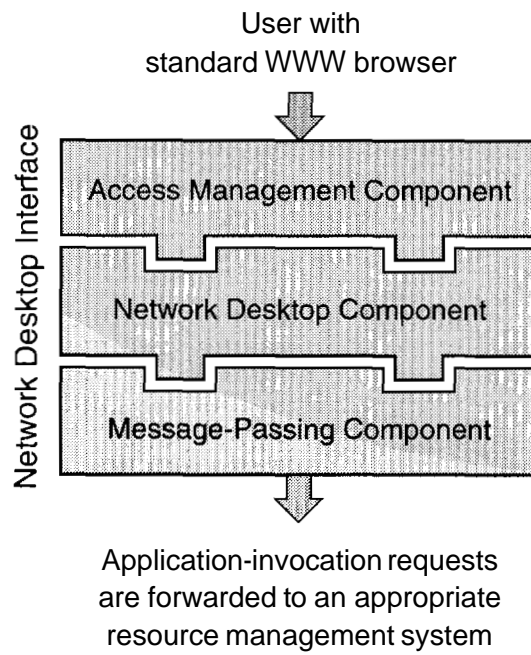 User with
standard WWW browser
Network Desktop Interface
Access Management Component
Network Desktop Component
Message-Passing Component
Application-invocation requests
are forwarded to an appropriate
resource management system